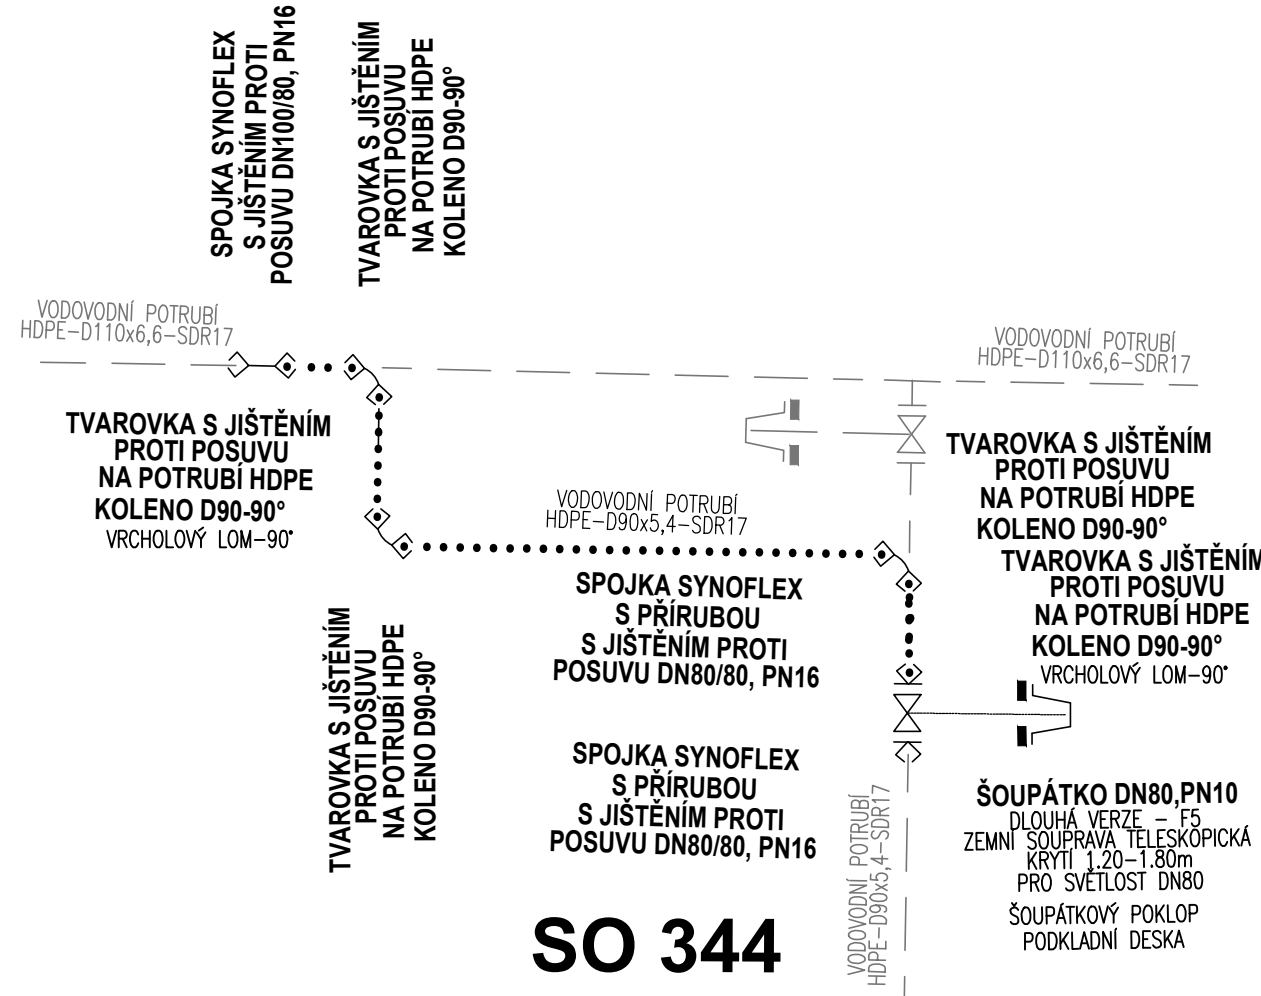 SPOJKA SYNOFLEX
S JIŠTĚNÍM PROTI
POSUVU DN100/80, PN16
TVAROVKA S JIŠTĚNÍM
PROTI POSUVU
NA POTRUBÍ HDPE
KOLENO D90-90°
VODOVODNÍ POTRUBÍ
HDPE-D110x6,6-SDR17
VODOVODNÍ POTRUBÍ
HDPE-D110x6,6-SDR17
TVAROVKA S JIŠTĚNÍM
PROTI POSUVU
NA POTRUBÍ HDPE
KOLENO D90-90°
VRCHOLOVÝ LOM-90°
TVAROVKA S JIŠTĚNÍM
PROTI POSUVU
NA POTRUBÍ HDPE
KOLENO D90-90°
VODOVODNÍ POTRUBÍ
HDPE-D90x5,4-SDR17
TVAROVKA S JIŠTĚNÍM
PROTI POSUVU
NA POTRUBÍ HDPE
KOLENO D90-90°
VRCHOLOVÝ LOM-90°
SPOJKA SYNOFLEX
S PŘÍRUBOU
S JIŠTĚNÍM PROTI
POSUVU DN80/80, PN16
TVAROVKA S JIŠTĚNÍM
PROTI POSUVU
NA POTRUBÍ HDPE
KOLENO D90-90°
SPOJKA SYNOFLEX
S PŘÍRUBOU
S JIŠTĚNÍM PROTI
POSUVU DN80/80, PN16
VODOVODNÍ POTRUBÍ
HDPE-D90x5,4-SDR17
ŠOUPÁTKO DN80,PN10
DLOUHÁ VERZE - F5
ZEMNÍ SOUPRAVA TELESKOPICKÁ
KRYTÍ 1.20-1.80m
PRO SVĚTLOST DN80
ŠOUPÁTKOVÝ POKLOP
PODKLADNÍ DESKA
SO 344